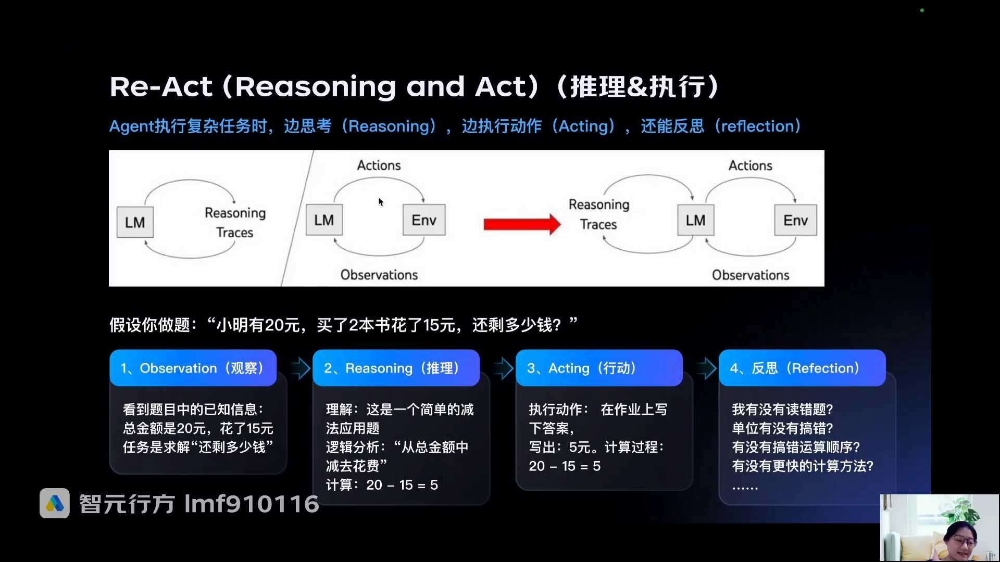 Re-Act (Reasoning and Act)（推理&执行）
Agent执行复杂任务时，边思考（Reasoning），边执行动作（Acting），还能反思（reflection）
Actions
LM
Reasoning
Traces
LM
Env
Observations
Reasoning
Traces
Actions
LM
Env
Observations
假设你做题：“小明有20元，买了2本书花了15元，还剩多少钱？”
1、Observation（观察）
看到题目中的已知信息：
总金额是20元，花了15元
任务是求解“还剩多少钱”
2、Reasoning（推理）
理解：这是一个简单的减
法应用题
逻辑分析：“从总金额中
减去花费”
计算：20 – 15 = 5
3、Acting（行动）
执行动作： 在作业上写
下答案，
写出：5元。计算过程：
20 – 15 = 5
4、反思（Refection）
我有没有读错题？
单位有没有搞错？
有没有搞错运算顺序？
有没有更快的计算方法？
……
智元行方 lmf910116